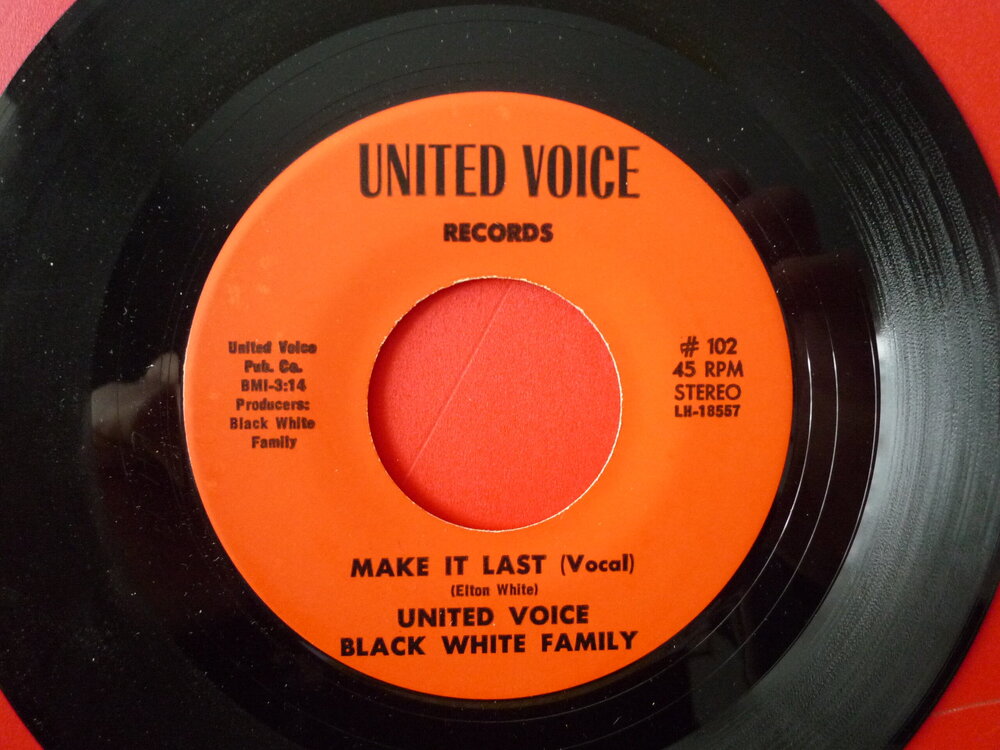 UNITED VOICE
RECORDS
United Voice
Pub. Co.
BMI-3:14
Producers:
Black White
Family
# 102
45 RPM
STEREO
LH-18557
MAKE IT LAST (Vocal)
(Elton White)
UNITED VOICE
BLACK WHITE FAMILY